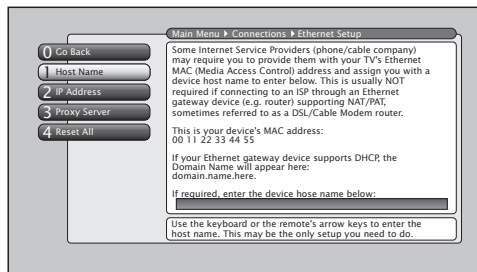 Main Menu ▶ Connections ▶ Ethernet Setup
0 Go Back
1 Host Name
2 IP Address
3 Proxy Server
4 Reset All
Some Internet Service Providers (phone/cable company)
may require you to provide them with your TV's Ethernet
MAC (Media Access Control) address and assign you with a
device host name to enter below. This is usually NOT
required if connecting to an ISP through an Ethernet
gateway device (e.g. router) supporting NAT/PAT,
sometimes referred to as a DSL/Cable Modem router.
This is your device's MAC address:
00 11 22 33 44 55
If your Ethernet gateway device supports DHCP, the
Domain Name will appear here:
domain.name.here.
If required, enter the device hose name below:
Use the keyboard or the remote's arrow keys to enter the
host name. This may be the only setup you need to do.